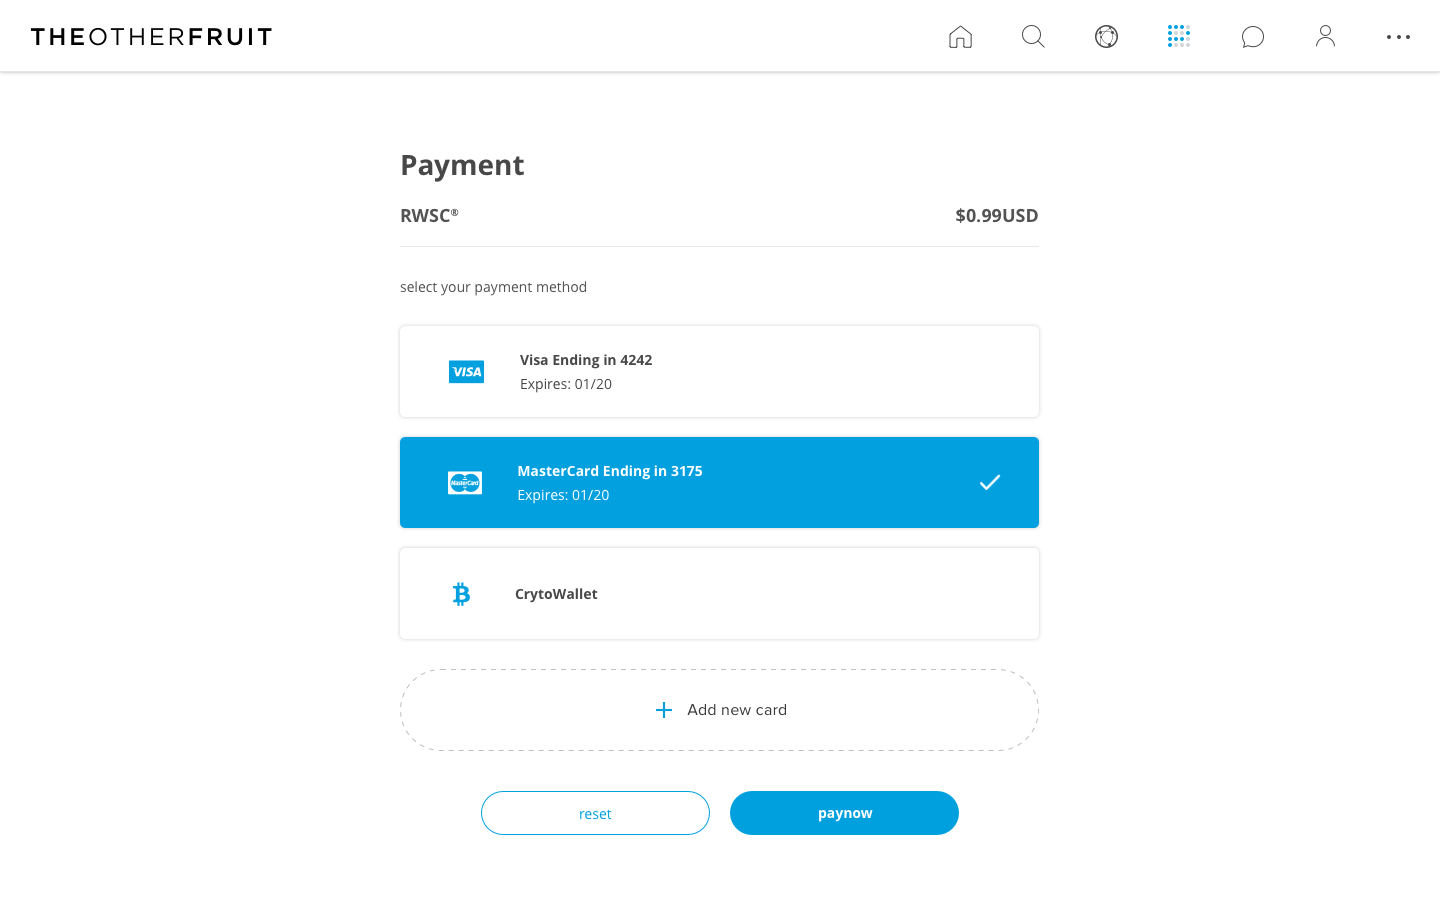 THEOTHERFRUIT
Payment
RWSC® $0.99USD
select your payment method
VISA
Visa Ending in 4242
Expires: 01/20
MasterCard
MasterCard Ending in 3175
Expires: 01/20
CrytoWallet
Add new card
reset paynow